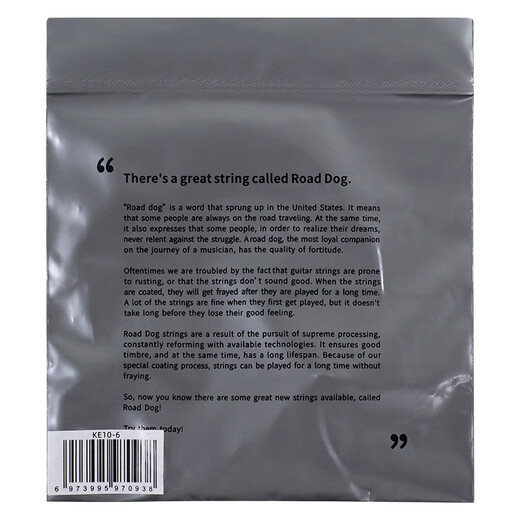 “
There's a great string called Road Dog.
"Road dog" is a word that sprung up in the United States. It means
that some people are always on the road traveling. At the same time,
it also expresses that some people, in order to realize their dreams,
never relent against the struggle. A road dog, the most loyal companion
on the journey of a musician, has the quality of fortitude.
Oftentimes we are troubled by the fact that guitar strings are prone
to rusting, or that the strings don't sound good. When the strings
are coated, they will get frayed after they are played for a long time.
A lot of the strings are fine when they first get played, but it doesn't
take long before they lose their good feeling.
Road Dog strings are a result of the pursuit of supreme processing,
constantly reforming with available technologies. It ensures good
timbre, and at the same time, has a long lifespan. Because of our
special coating process, strings can be played for a long time without
fraying.
So, now you know there are some great new strings available, called
Road Dog!
Try them today!
”
KE10-6
6 973995 970938